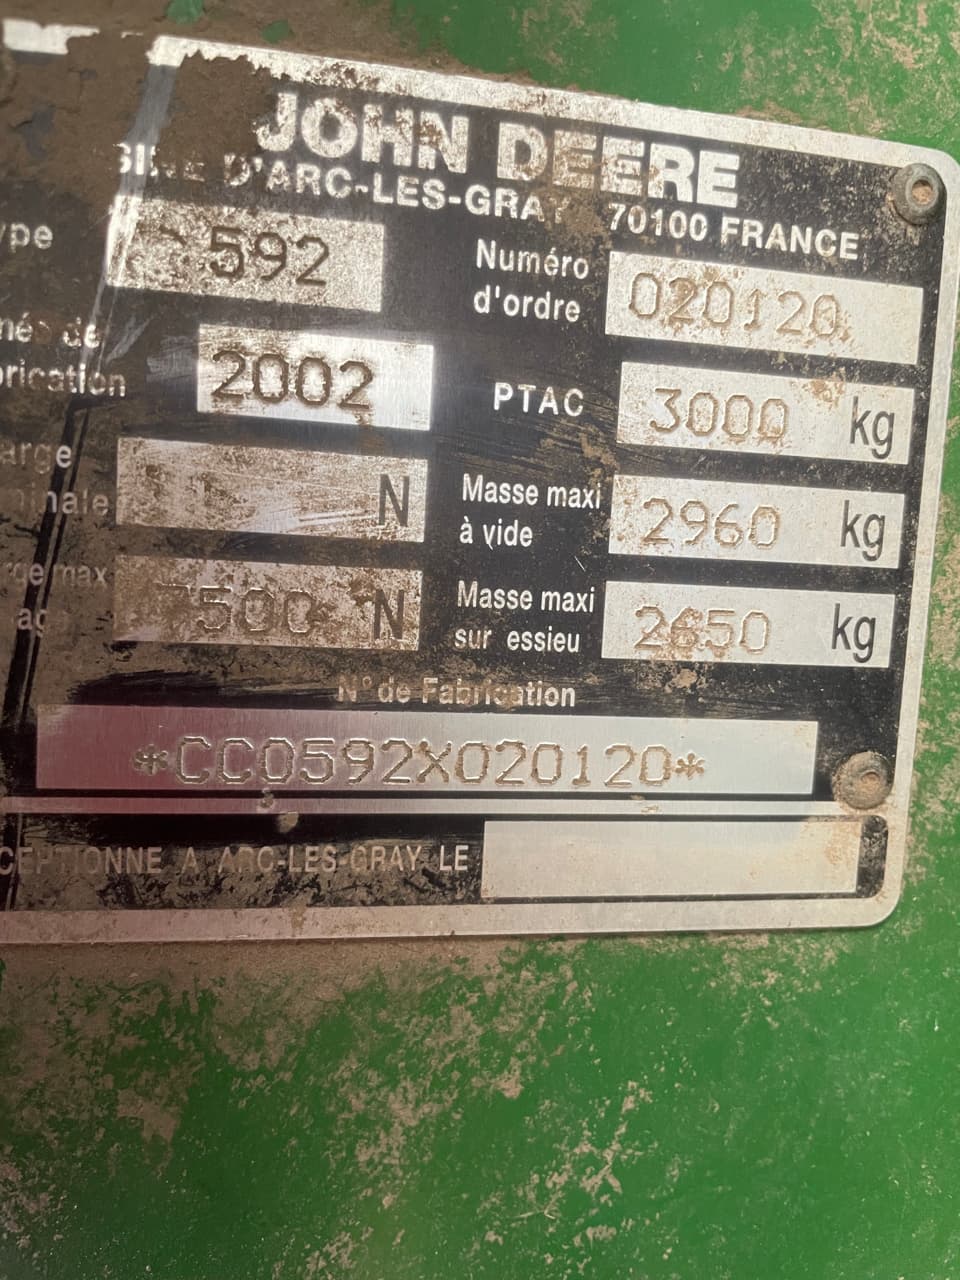 JOHN DEERE
D'ARC-LES-GRAY 70100 FRANCE
592
Numéro
d'ordre
020120
2002
PTAC
3000 kg
N
Masse maxi
à vide
2960 kg
7500 N
Masse maxi
sur essieu
2650 kg
N° de Fabrication
*CC0592X020120*
CEPTIONNE A ARC-LES-GRAY LE